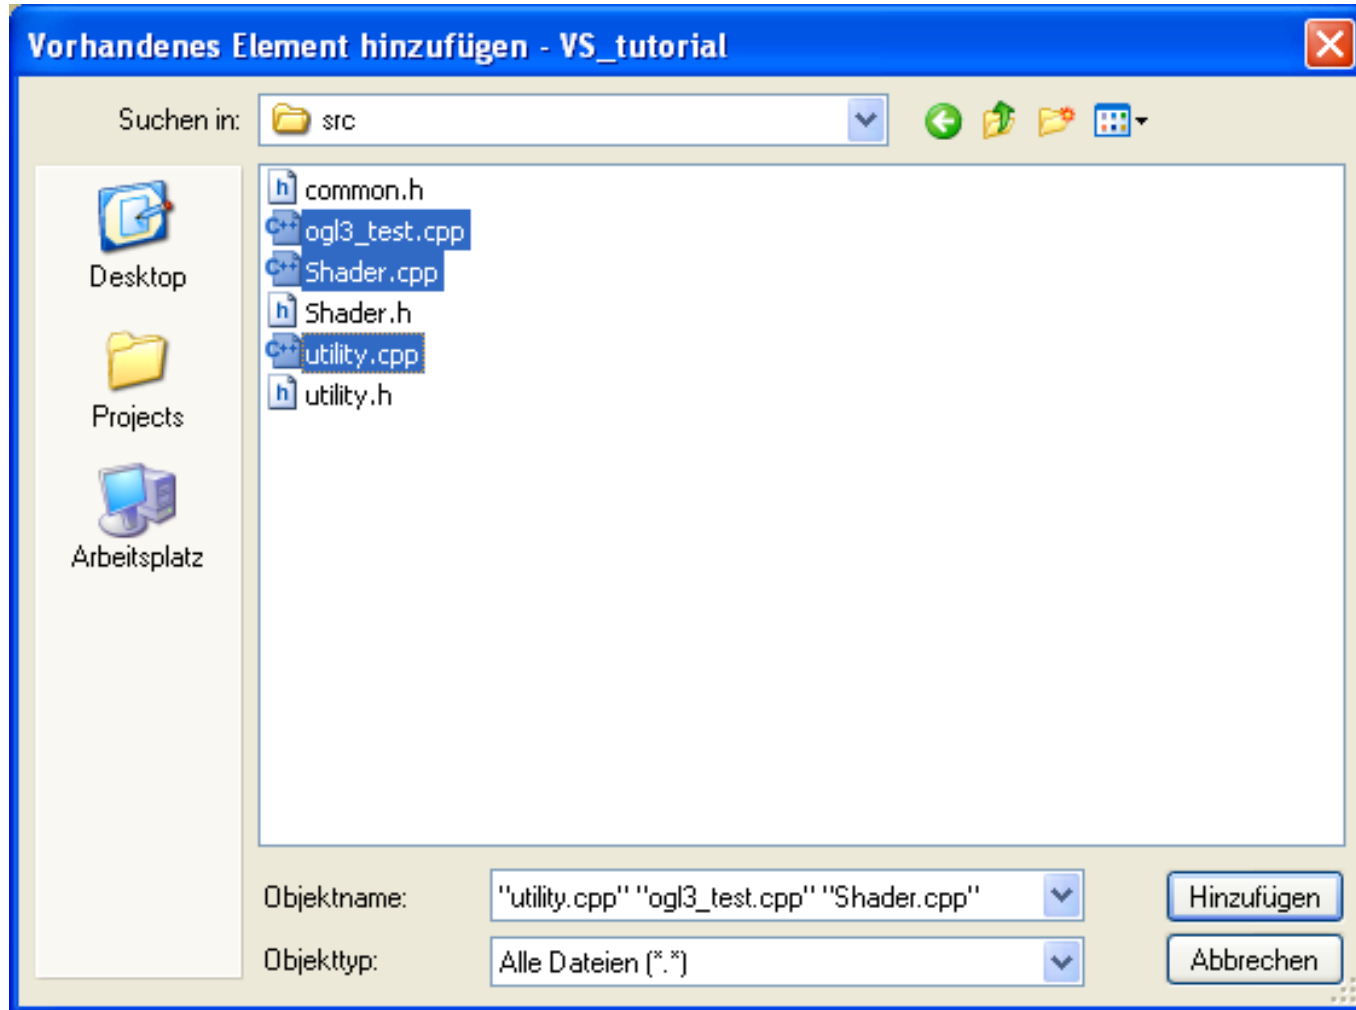 Vorhandenes Element hinzufügen - VS_tutorial
Suchen in:
src
Desktop
Projects
Arbeitsplatz
common.h
ogl3_test.cpp
Shader.cpp
Shader.h
utility.cpp
utility.h
Objektname:
"utility.cpp" "ogl3_test.cpp" "Shader.cpp"
Hinzufügen
Objekttyp:
Alle Dateien (*.*)
Abbrechen